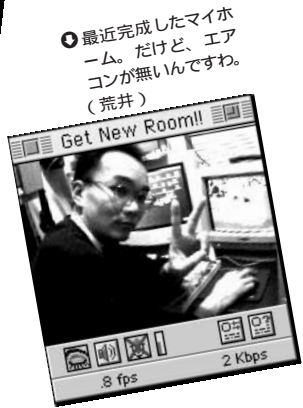 最近完成したマイホ
ーム。だけど、エア
コンが無いんですわ。
(荒井)
Get New Room!!
.8 fps
2 Kbps